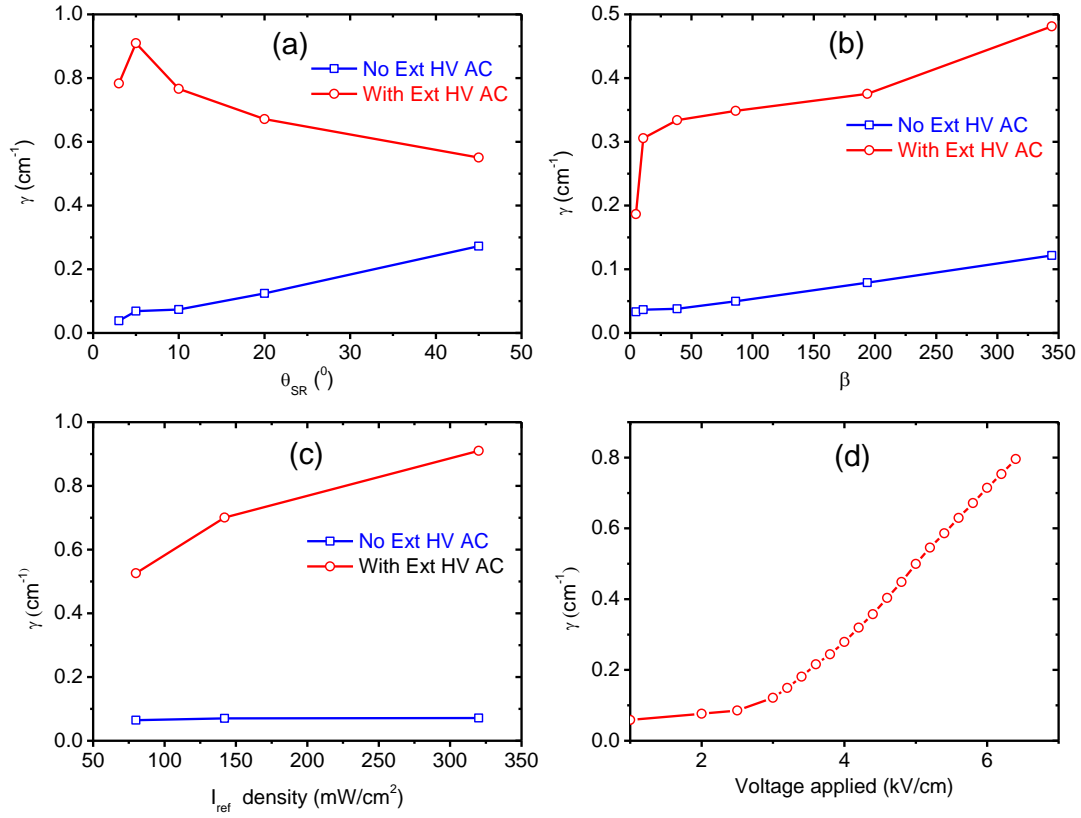 (a)
No Ext HV AC
With Ext HV AC
γ (cm⁻¹)
1.0
0.8
0.6
0.4
0.2
0.0
0 10 20 30 40 50
θ_SR (⁰)
(b)
No Ext HV AC
With Ext HV AC
γ (cm⁻¹)
0.5
0.4
0.3
0.2
0.1
0.0
0 50 100 150 200 250 300 350
β
(c)
No Ext HV AC
With Ext HV AC
γ (cm⁻¹)
1.0
0.8
0.6
0.4
0.2
0.0
50 100 150 200 250 300 350
I_ref density (mW/cm²)
(d)
γ (cm⁻¹)
0.8
0.6
0.4
0.2
0.0
2 4 6
Voltage applied (kV/cm)